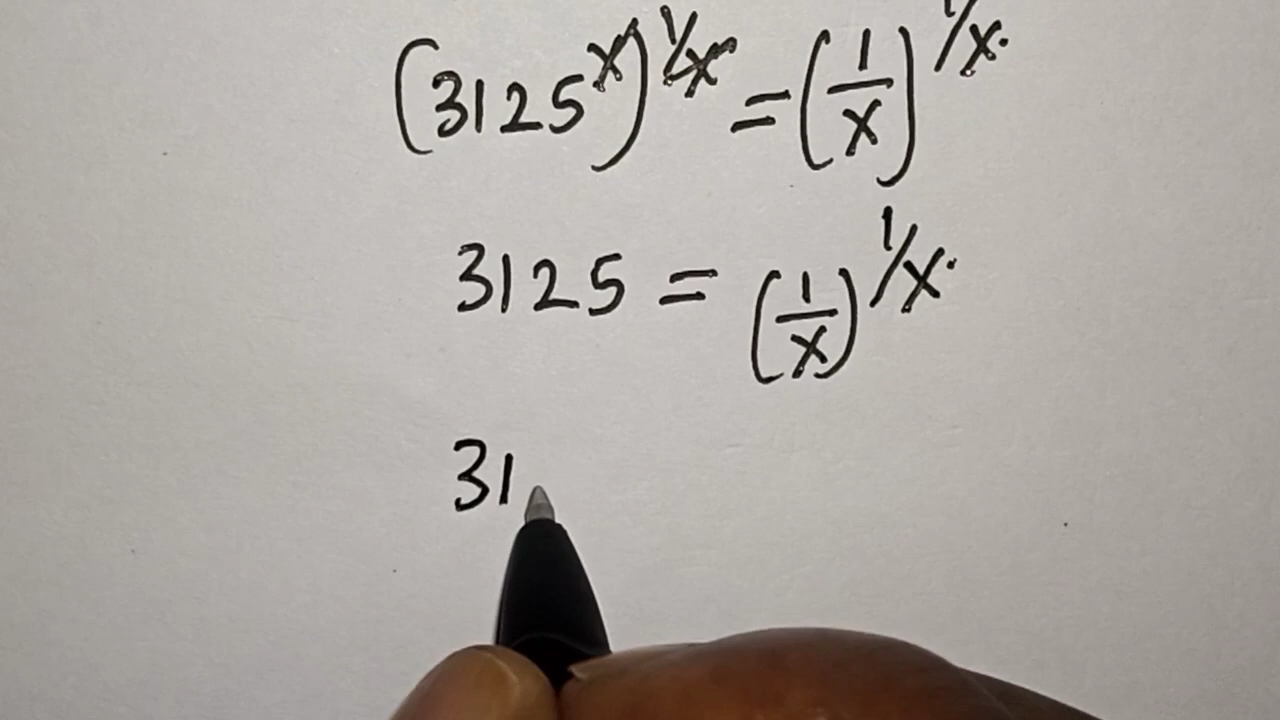 (3125^x)^1/x = (1/x)^1/x.
3125 = (1/x)^1/x.
31